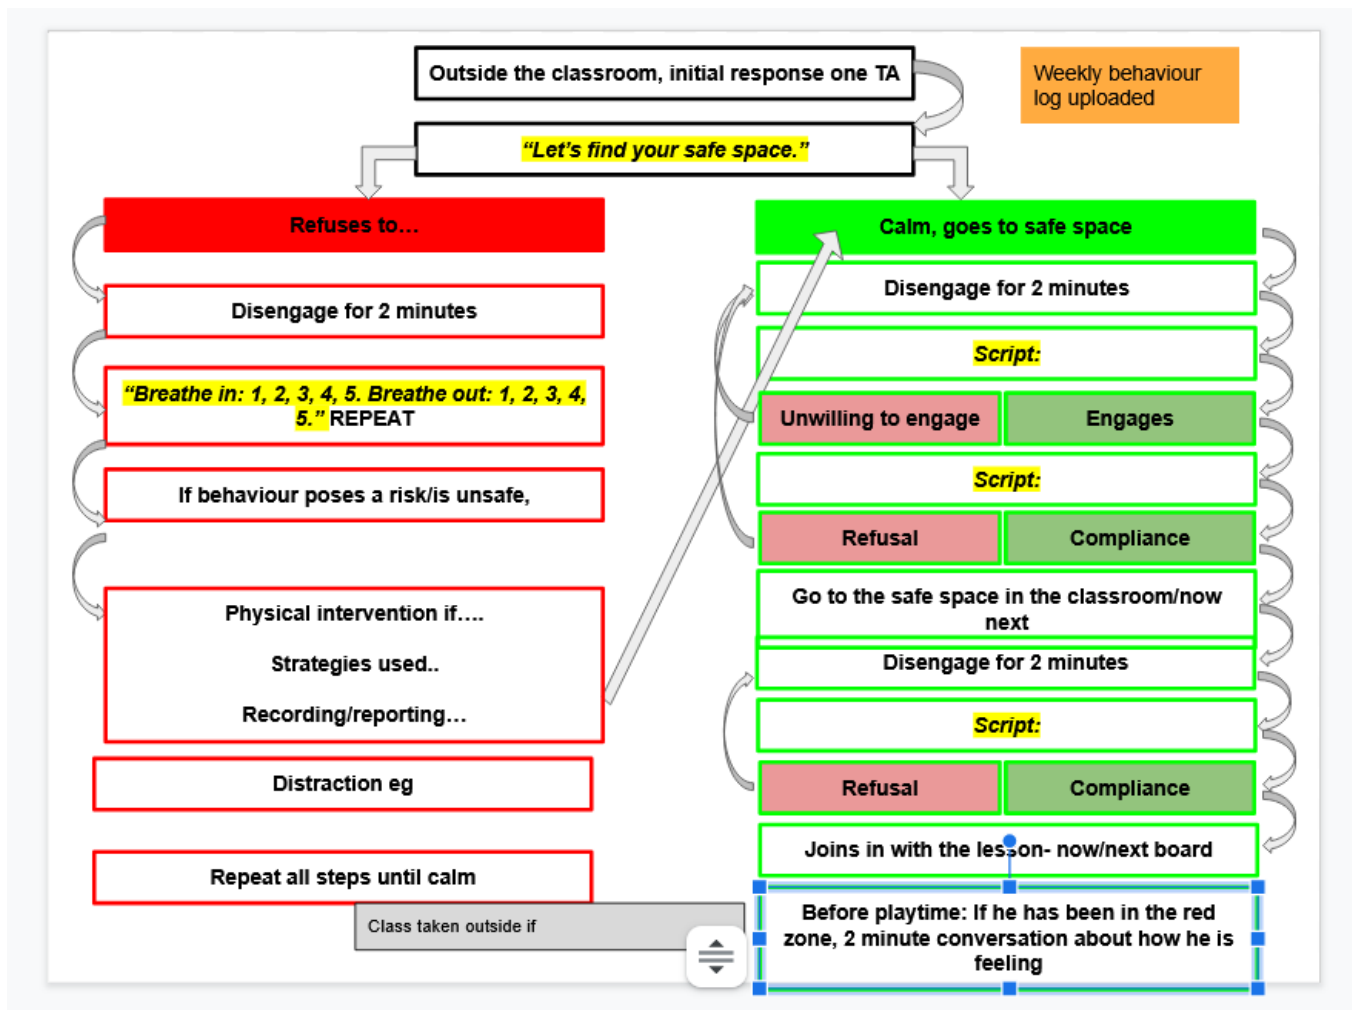 Outside the classroom, initial response one TA
Weekly behaviour
log uploaded
“Let’s find your safe space.”
Refuses to…
Disengage for 2 minutes
“Breathe in: 1, 2, 3, 4, 5. Breathe out: 1, 2, 3, 4,
5.” REPEAT
If behaviour poses a risk/is unsafe,
Physical intervention if….
Strategies used..
Recording/reporting…
Distraction eg
Repeat all steps until calm
Class taken outside if
Calm, goes to safe space
Disengage for 2 minutes
Script:
Unwilling to engage
Engages
Script:
Refusal
Compliance
Go to the safe space in the classroom/now
next
Disengage for 2 minutes
Script:
Refusal
Compliance
Joins in with the lesson- now/next board
Before playtime: If he has been in the red
zone, 2 minute conversation about how he is
feeling